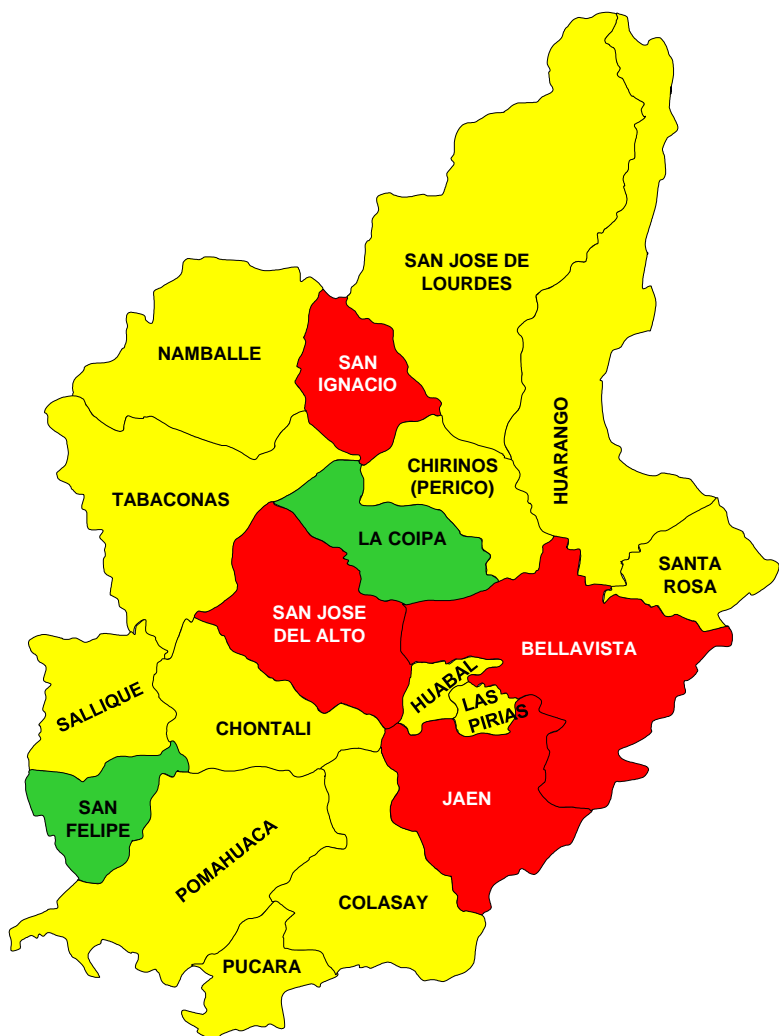 SAN JOSE DE
LOURDES
NAMBALLE
SAN
IGNACIO
HUARANGO
CHIRINOS
(PERICO)
TABACONAS
LA COIPA
SANTA
ROSA
SAN JOSE
DEL ALTO
BELLAVISTA
HUABAL
LAS
PIRIAS
SALLIQUE
CHONTALI
JAEN
SAN
FELIPE
POMAHUACA
COLASAY
PUCARA